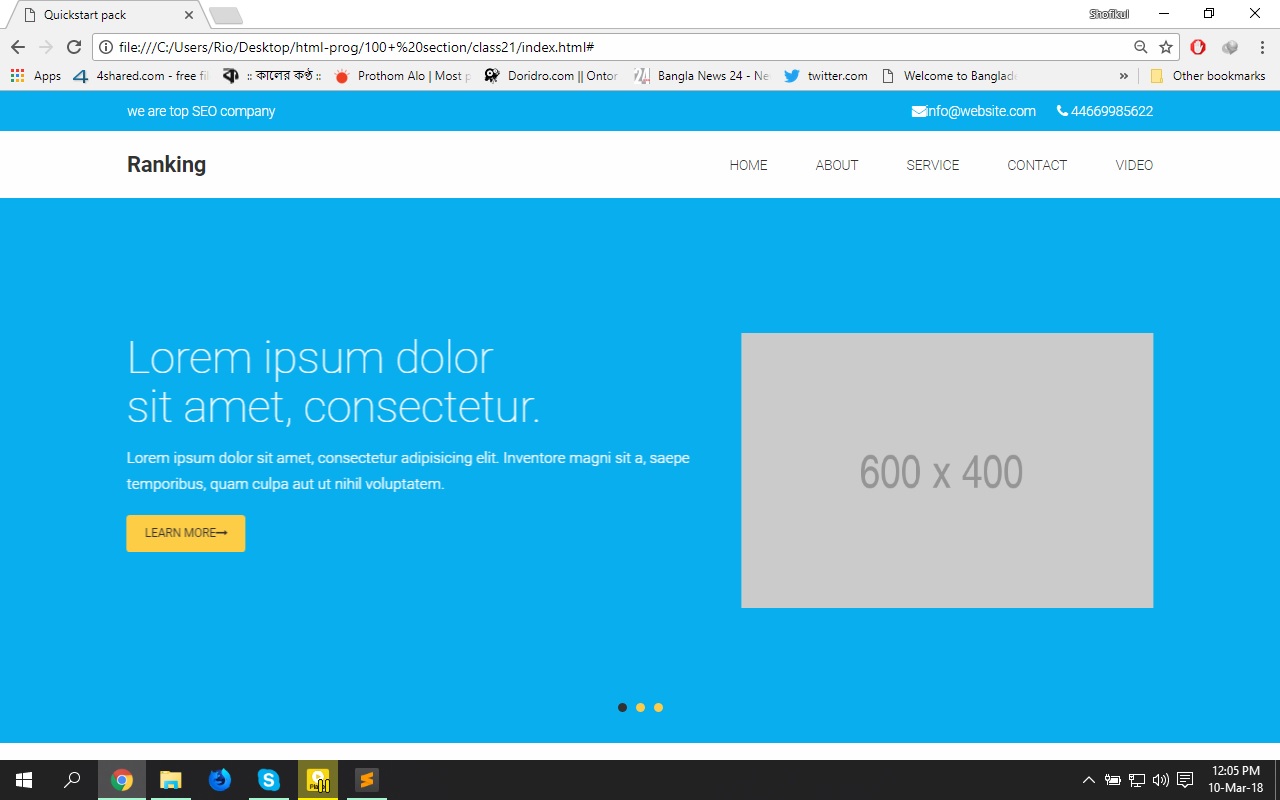 Quickstart pack
Shofikul
file:///C:/Users/Rio/Desktop/html-prog/100+%20section/class21/index.html#
Apps
4shared.com - free fi
:: কালের কণ্ঠ ::
Prothom Alo | Most p
Doridro.com || Ontor
Bangla News 24 - Ne
twitter.com
Welcome to Banglad
»
Other bookmarks
we are top SEO company
info@website.com
44669985622
Ranking
HOME
ABOUT
SERVICE
CONTACT
VIDEO
Lorem ipsum dolor
sit amet, consectetur.
Lorem ipsum dolor sit amet, consectetur adipisicing elit. Inventore magni sit a, saepe
temporibus, quam culpa aut ut nihil voluptatem.
LEARN MORE
600 x 400
12:05 PM
10-Mar-18